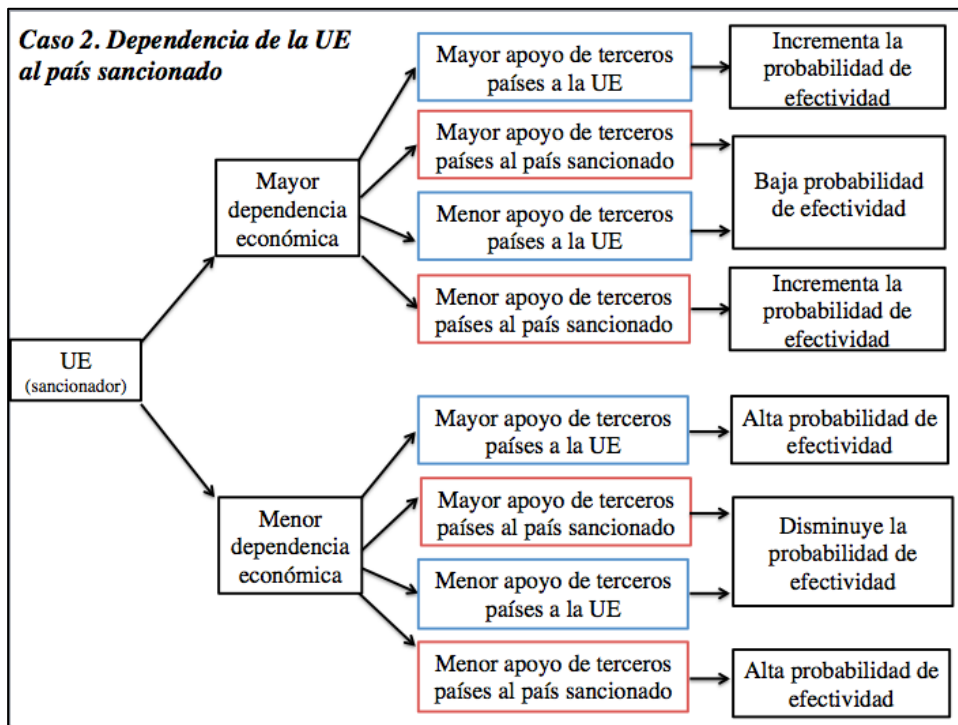 Caso 2. Dependencia de la UE
al país sancionado
UE
(sancionador)
Mayor
dependencia
económica
Mayor apoyo de terceros
países a la UE
Incrementa la
probabilidad de
efectividad
Mayor apoyo de terceros
países al país sancionado
Menor apoyo de terceros
países a la UE
Baja probabilidad
de efectividad
Menor apoyo de terceros
países al país sancionado
Incrementa la
probabilidad de
efectividad
Menor
dependencia
económica
Mayor apoyo de terceros
países a la UE
Alta probabilidad de
efectividad
Mayor apoyo de terceros
países al país sancionado
Menor apoyo de terceros
países a la UE
Disminuye la
probabilidad de
efectividad
Menor apoyo de terceros
países al país sancionado
Alta probabilidad de
efectividad